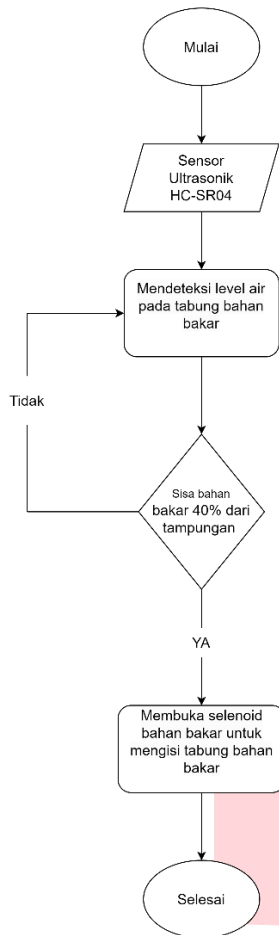 Mulai
Sensor
Ultrasonik
HC-SR04
Mendeteksi level air
pada tabung bahan
bakar
Tidak
Sisa bahan
bakar 40% dari
tampungan
YA
Membuka selenoid
bahan bakar untuk
mengisi tabung bahan
bakar
Selesai